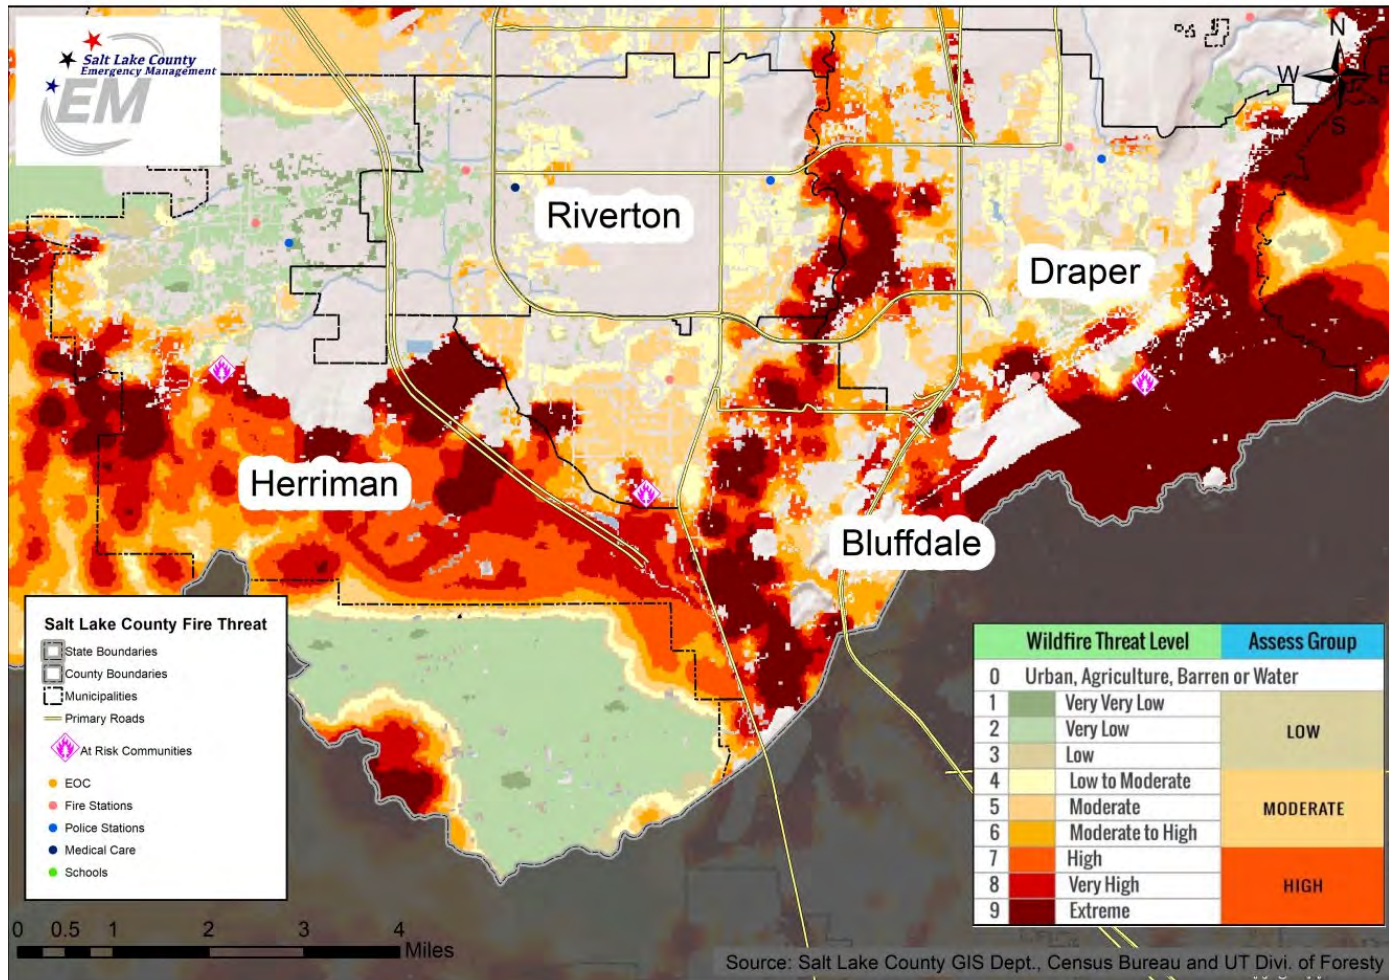 Salt Lake County
Emergency Management
EM
N
W
S
Riverton
Draper
Herriman
Bluffdale
Salt Lake County Fire Threat
State Boundaries
County Boundaries
Municipalities
Primary Roads
At Risk Communities
EOC
Fire Stations
Police Stations
Medical Care
Schools
Wildfire Threat Level Assess Group
0 Urban, Agriculture, Barren or Water
1 Very Very Low
2 Very Low LOW
3 Low
4 Low to Moderate
5 Moderate MODERATE
6 Moderate to High
7 High
8 Very High HIGH
9 Extreme
0 0.5 1 2 3 4
Miles
Source: Salt Lake County GIS Dept., Census Bureau and UT Divi. of Foresty